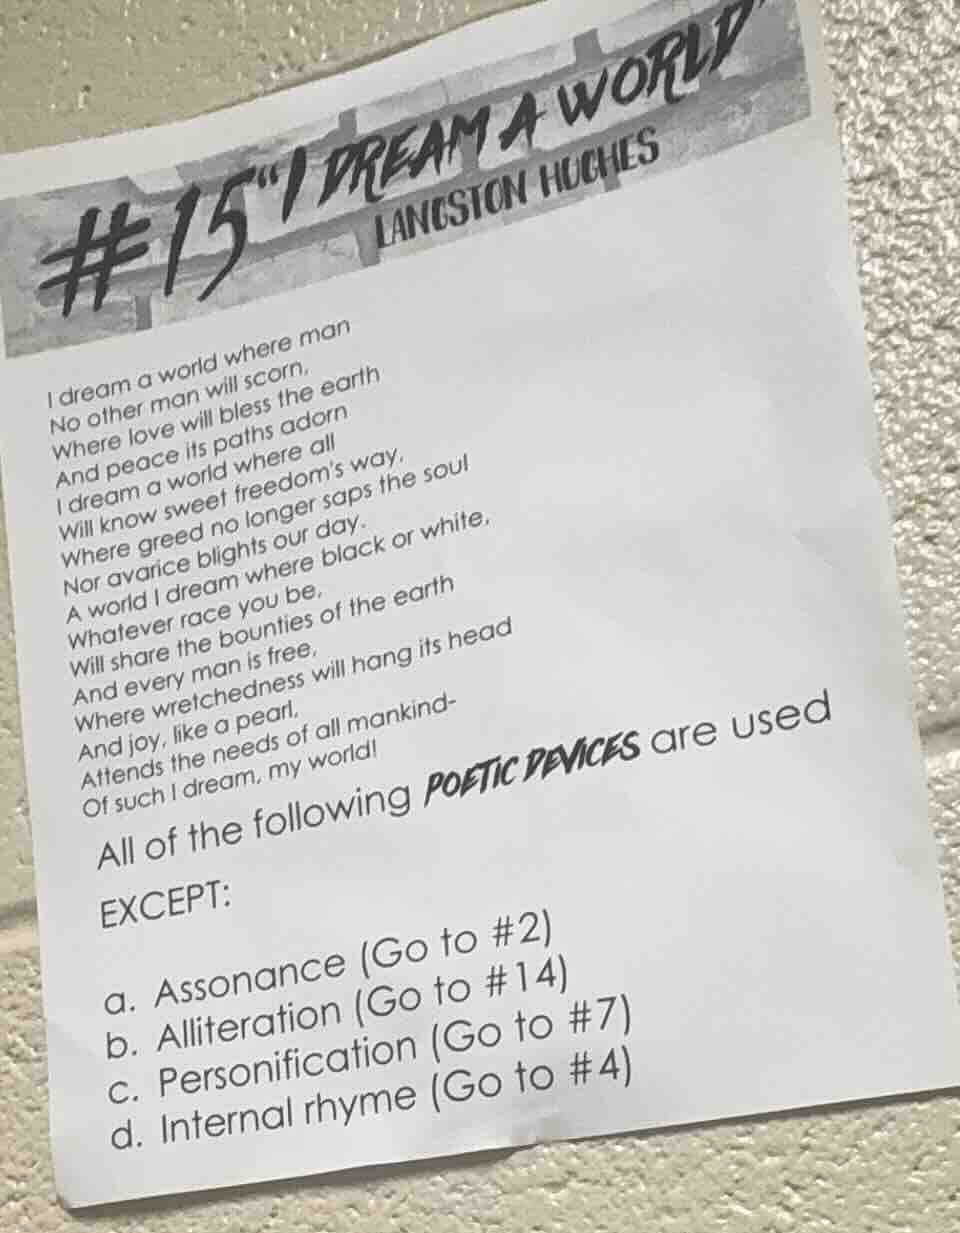 #15 "I DREAM A WORLD"
LANGSTON HUGHES
I dream a world where man
No other man will scorn,
Where love will bless the earth
And peace its paths adorn
I dream a world where all
Will know sweet freedom's way,
Where greed no longer saps the soul
Nor avarice blights our day.
A world I dream where black or white,
Whatever race you be,
Will share the bounties of the earth
And every man is free,
Where wretchedness will hang its head
And joy, like a pearl,
Attends the needs of all mankind-
Of such I dream, my world!
All of the following POETIC DEVICES are used
EXCEPT:
a. Assonance (Go to #2)
b. Alliteration (Go to #14)
c. Personification (Go to #7)
d. Internal rhyme (Go to #4)